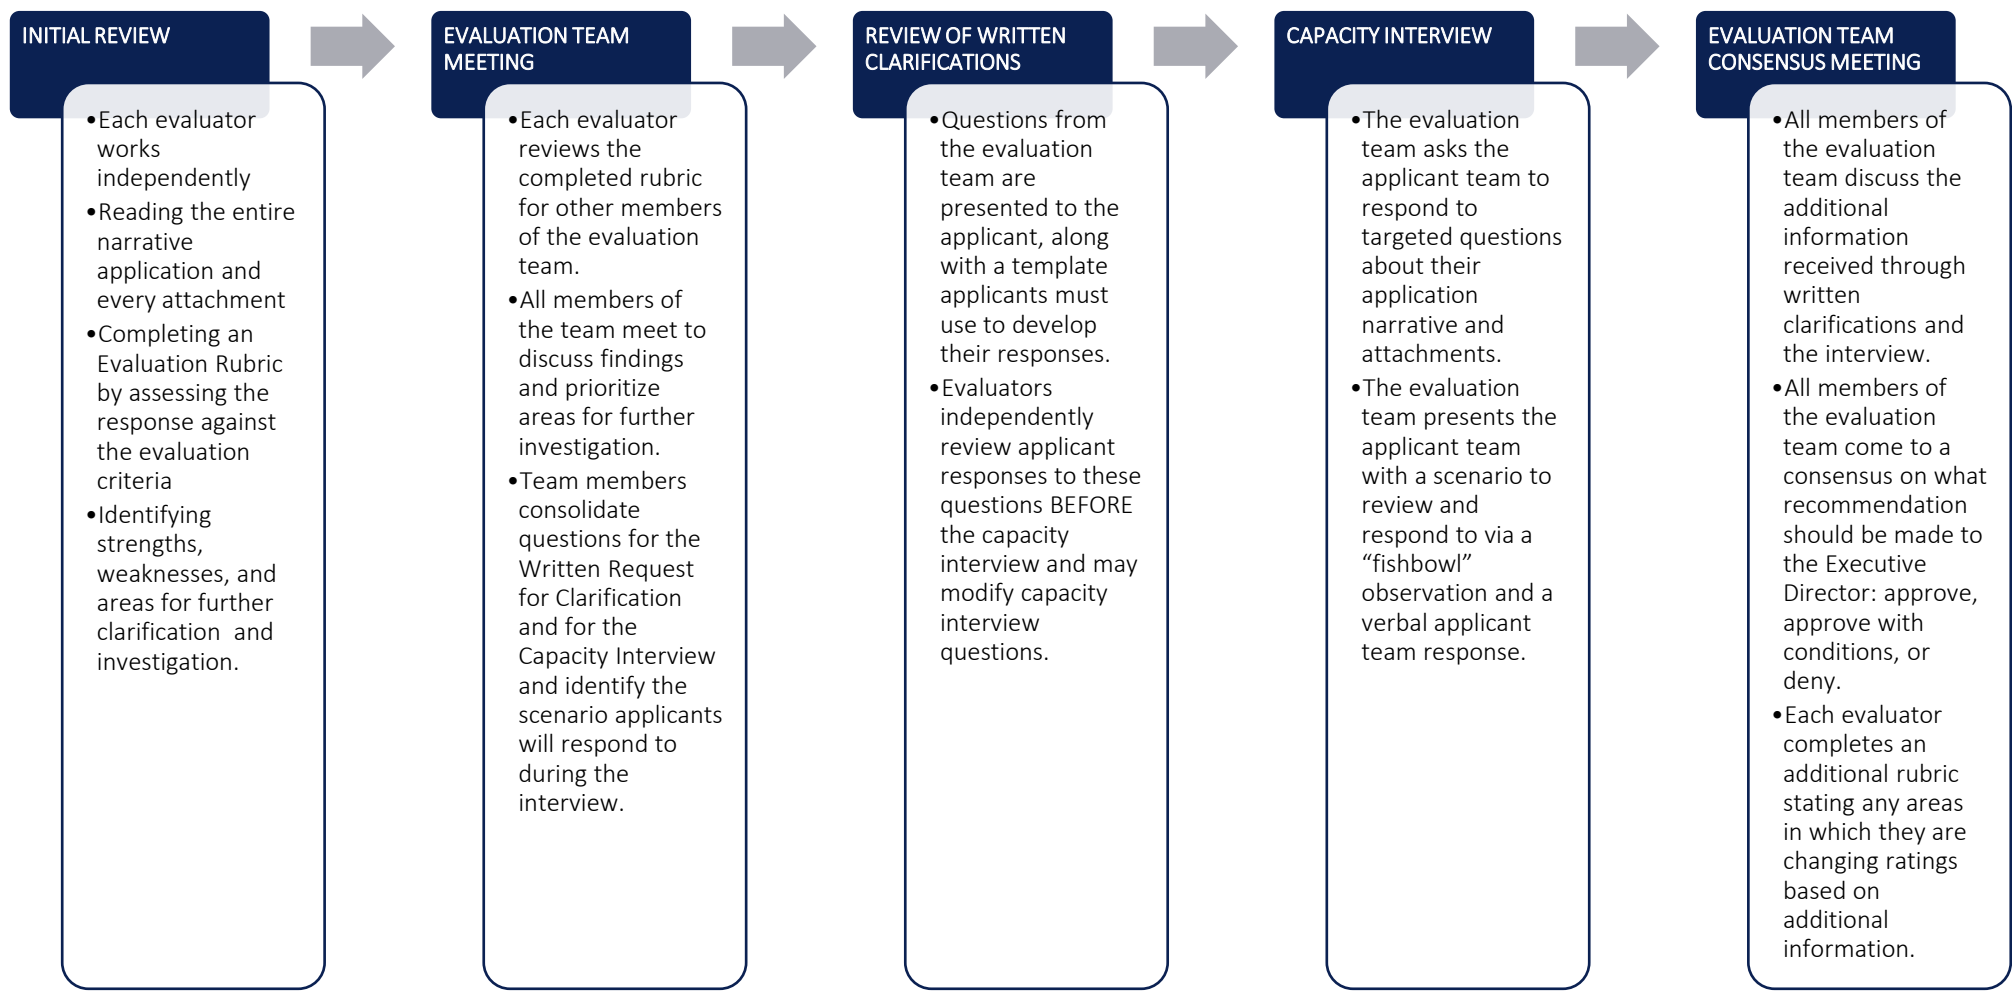 INITIAL REVIEW
•Each evaluator
works
independently
•Reading the entire
narrative
application and
every attachment
•Completing an
Evaluation Rubric
by assessing the
response against
the evaluation
criteria
•Identifying
strengths,
weaknesses, and
areas for further
clarification  and
investigation.
EVALUATION TEAM
MEETING
•Each evaluator
reviews the
completed rubric
for other members
of the evaluation
team.
•All members of
the team meet to
discuss findings
and prioritize
areas for further
investigation.
•Team members
consolidate
questions for the
Written Request
for Clarification
and for the
Capacity Interview
and identify the
scenario applicants
will respond to
during the
interview.
REVIEW OF WRITTEN
CLARIFICATIONS
•Questions from
the evaluation
team are
presented to the
applicant, along
with a template
applicants must
use to develop
their responses.
•Evaluators
independently
review applicant
responses to these
questions BEFORE
the capacity
interview and may
modify capacity
interview
questions.
CAPACITY INTERVIEW
•The evaluation
team asks the
applicant team to
respond to
targeted questions
about their
application
narrative and
attachments.
•The evaluation
team presents the
applicant team
with a scenario to
review and
respond to via a
“fishbowl”
observation and a
verbal applicant
team response.
EVALUATION TEAM
CONSENSUS MEETING
•All members of
the evaluation
team discuss the
additional
information
received through
written
clarifications and
the interview.
•All members of
the evaluation
team come to a
consensus on what
recommendation
should be made to
the Executive
Director: approve,
approve with
conditions, or
deny.
•Each evaluator
completes an
additional rubric
stating any areas
in which they are
changing ratings
based on
additional
information.